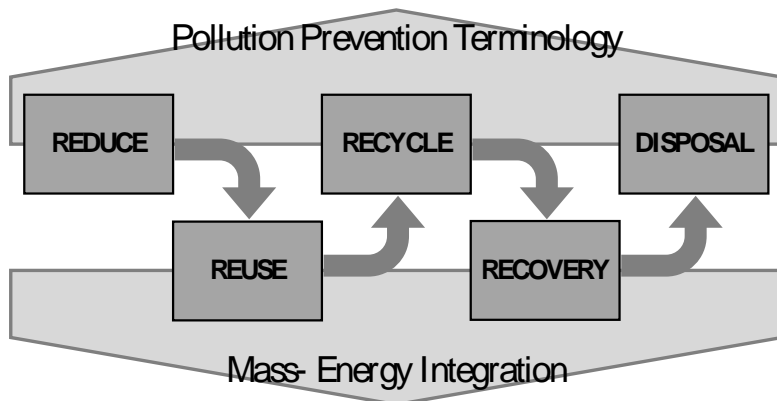 Pollution Prevention Terminology
REDUCE
RECYCLE
DISPOSAL
REUSE
RECOVERY
Mass- Energy Integration